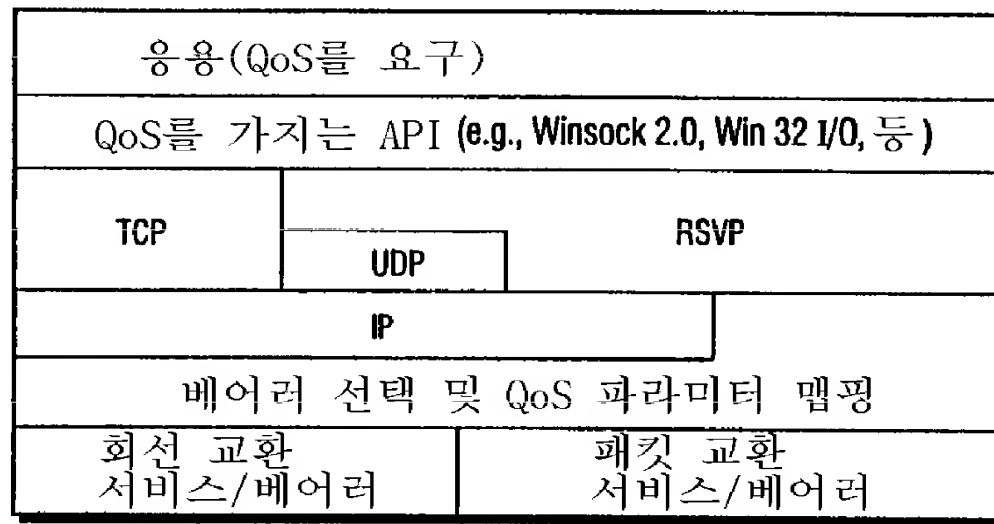 응용(QoS를 요구)
QoS를 가지는 API (e.g., Winsock 2.0, Win 32 I/O, 등)
TCP
RSVP
UDP
IP
베어러 선택 및 QoS 파라미터 맵핑
회선 교환
서비스/베어러
패킷 교환
서비스/베어러